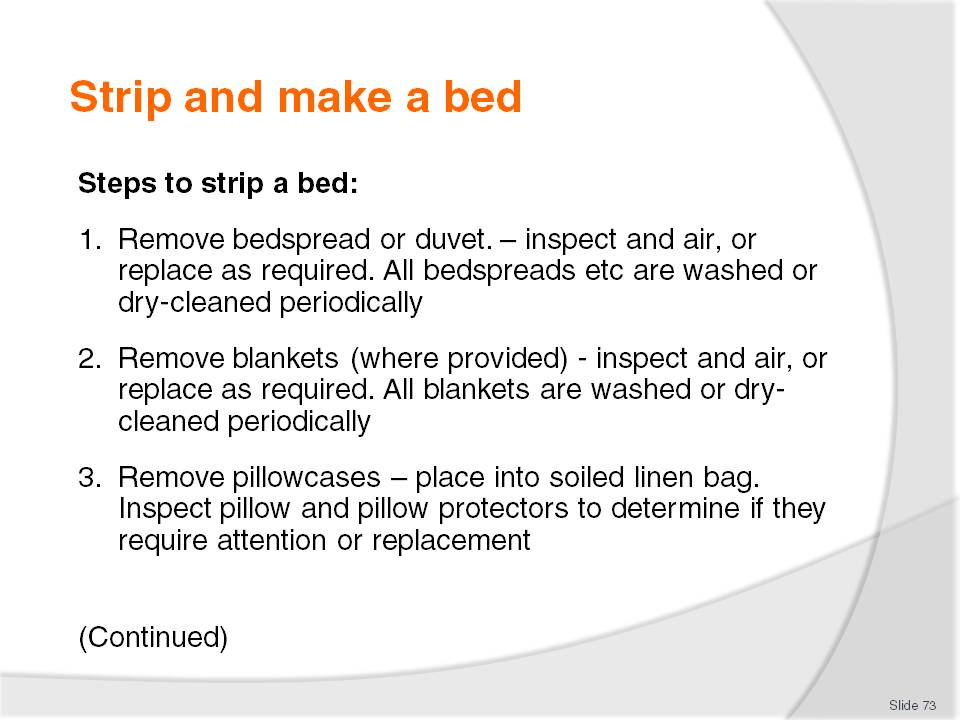 Strip and make a bed
Steps to strip a bed:
1. Remove bedspread or duvet. – inspect and air, or
replace as required. All bedspreads etc are washed or
dry-cleaned periodically
2. Remove blankets (where provided) - inspect and air, or
replace as required. All blankets are washed or dry-
cleaned periodically
3. Remove pillowcases – place into soiled linen bag.
Inspect pillow and pillow protectors to determine if they
require attention or replacement
(Continued)
Slide 73